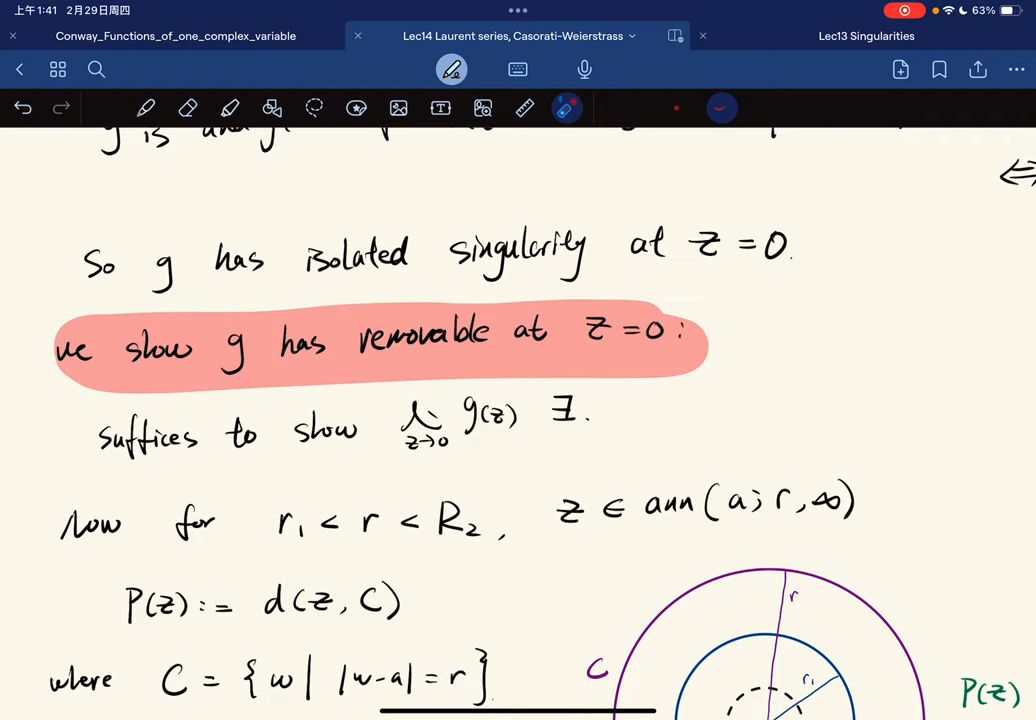 上午1:41 2月29日周四
63%
Conway_Functions_of_one_complex_variable
Lec14 Laurent series, Casorati-Weierstrass
Lec13 Singularities
g is
So g has isolated singularity at z = 0.
we show g has removable at z = 0 :
suffices to show lim z→0 g(z) ∃.
Now for r₁ < r < R₂, z ∈ ann(a; r, ∞)
P(z) := d(z, C)
where C = {w | |w-a| = r}.
r
C
r₁
P(z)
⇔